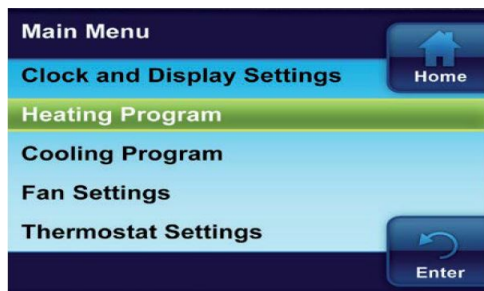 Main Menu
Clock and Display Settings
Home
Heating Program
Cooling Program
Fan Settings
Thermostat Settings
Enter